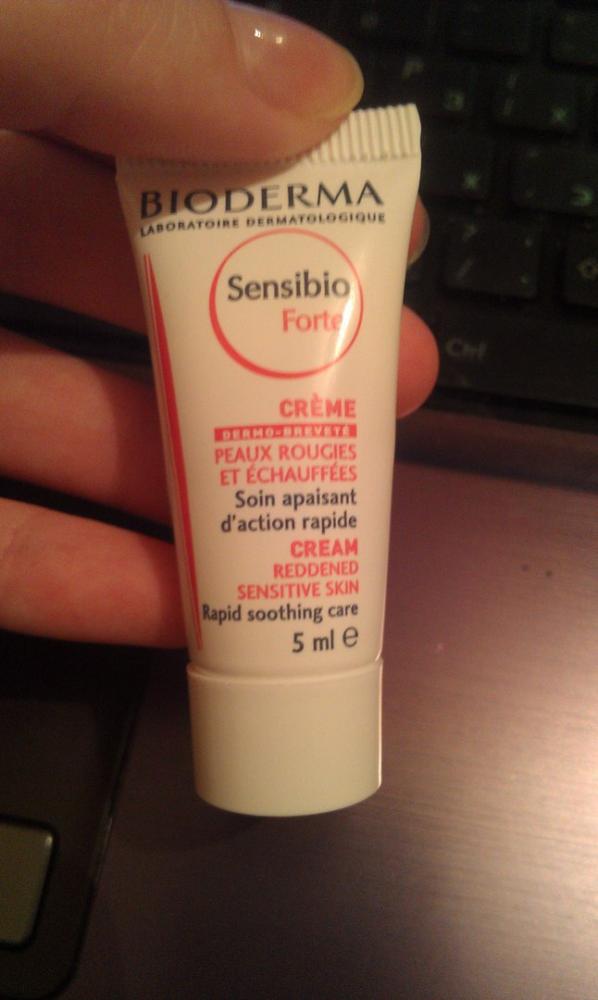 BIODERMA
LABORATOIRE DERMATOLOGIQUE
Sensibio
Forte
CRÈME
DERMO-BREVETÉ
PEAUX ROUGIES
ET ÉCHAUFFÉES
Soin apaisant
d'action rapide
CREAM
REDDENED
SENSITIVE SKIN
Rapid soothing care
5 ml e
Ctrl